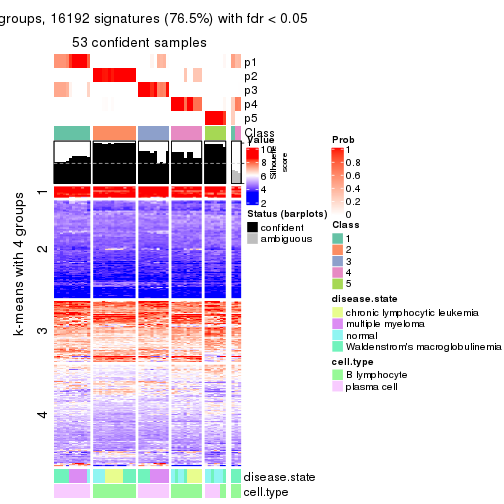 groups, 16192 signatures (76.5%) with fdr < 0.05
53 confident samples
p1
p2
p3
p4
p5
Class
1
2
3
4
k-means with 4 groups
disease.state
cell.type
Value
10
8
6
4
2
silhouette
score
Status (barplots)
confident
ambiguous
Prob
1
0.8
0.6
0.4
0.2
0
Class
1
2
3
4
5
disease.state
chronic lymphocytic leukemia
multiple myeloma
normal
Waldenstrom's macroglobulinemia
cell.type
B lymphocyte
plasma cell